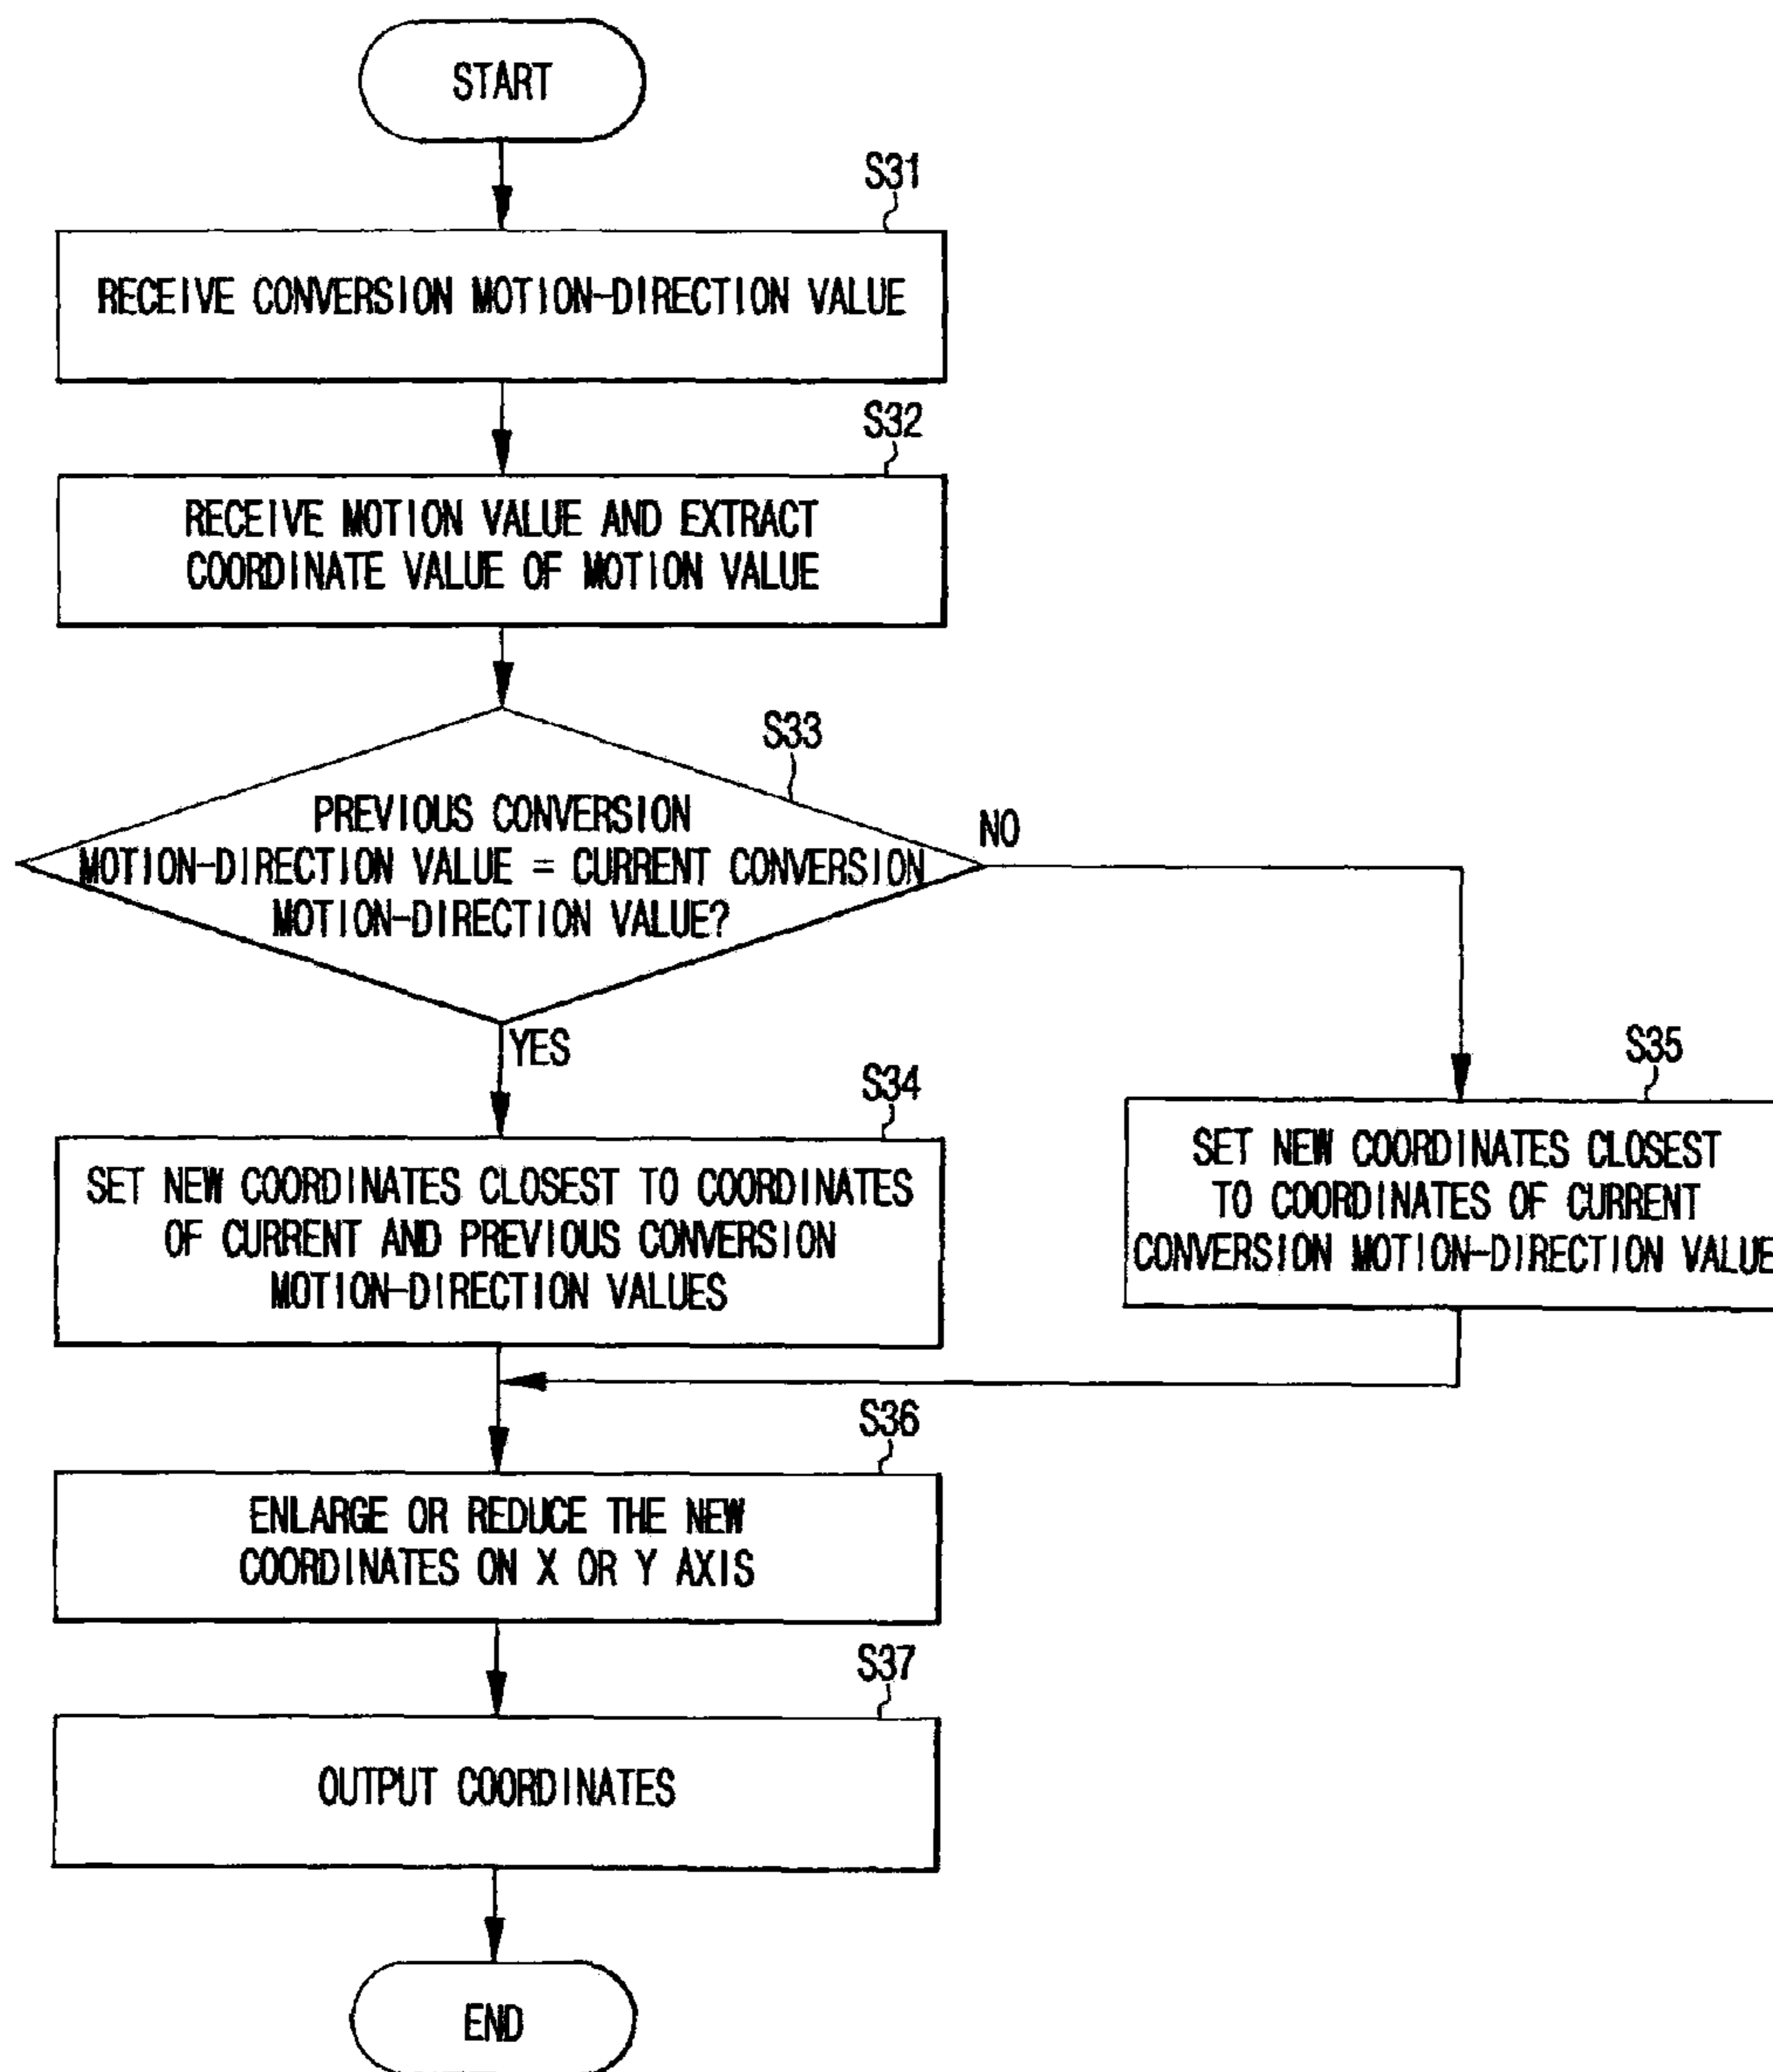 START
S31
RECEIVE CONVERSION MOTION-DIRECTION VALUE
S32
RECEIVE MOTION VALUE AND EXTRACT
COORDINATE VALUE OF MOTION VALUE
S33
PREVIOUS CONVERSION
MOTION-DIRECTION VALUE = CURRENT CONVERSION
MOTION-DIRECTION VALUE?
NO
YES
S34
SET NEW COORDINATES CLOSEST TO COORDINATES
OF CURRENT AND PREVIOUS CONVERSION
MOTION-DIRECTION VALUES
S35
SET NEW COORDINATES CLOSEST
TO COORDINATES OF CURRENT
CONVERSION MOTION-DIRECTION VALUE
S36
ENLARGE OR REDUCE THE NEW
COORDINATES ON X OR Y AXIS
S37
OUTPUT COORDINATES
END